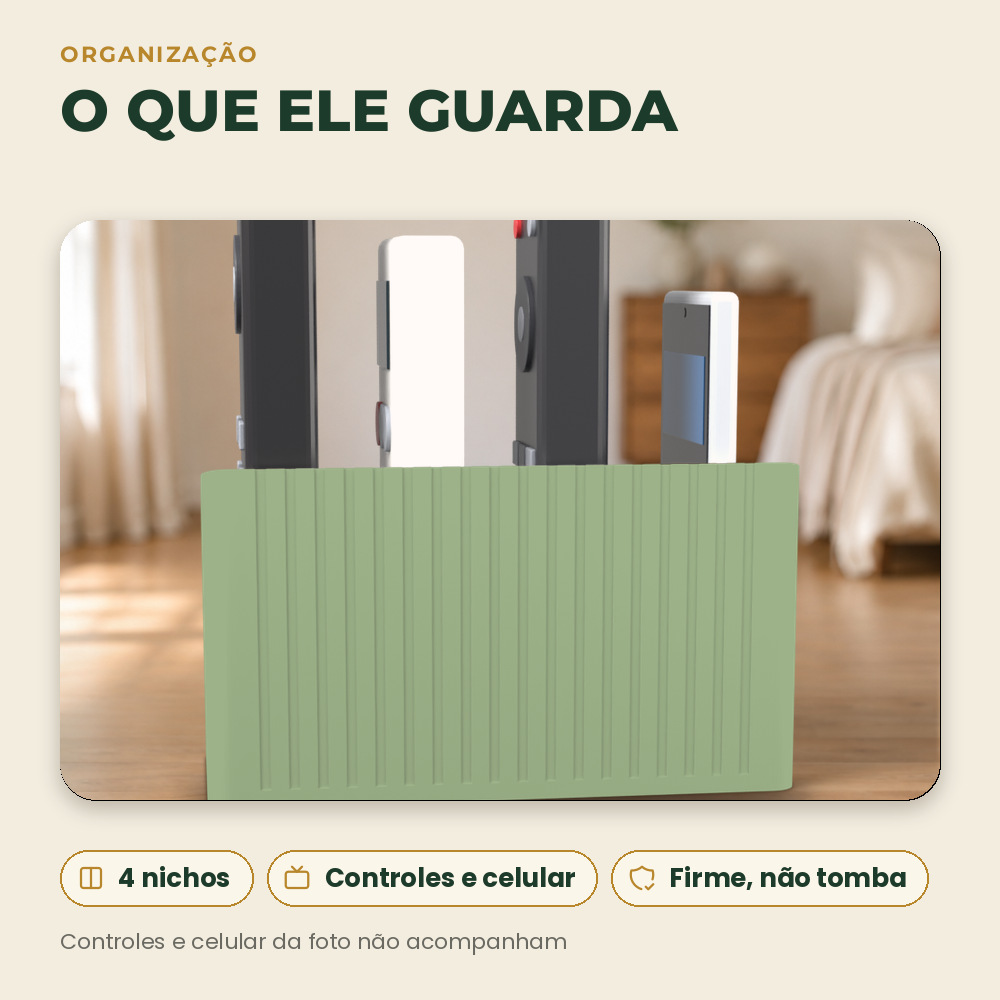 ORGANIZAÇÃO
O QUE ELE GUARDA
4 nichos
Controles e celular
Firme, não tomba
Controles e celular da foto não acompanham